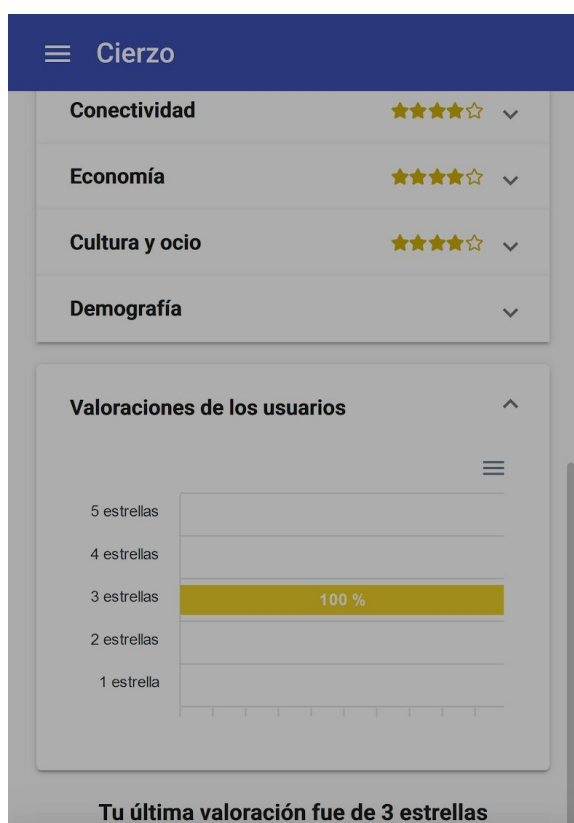 Cierzo
Conectividad
Economía
Cultura y ocio
Demografía
Valoraciones de los usuarios
5 estrellas
4 estrellas
3 estrellas 100 %
2 estrellas
1 estrella
Tu última valoración fue de 3 estrellas